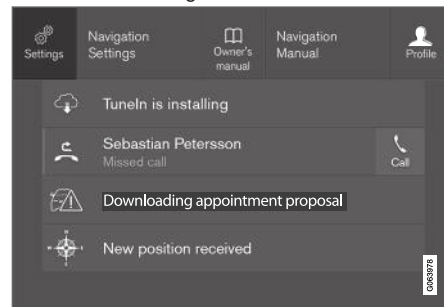 Settings
Navigation
Settings
Owner's
manual
Navigation
Manual
Profile
TuneIn is installing
Sebastian Petersson
Missed call
Call
Downloading appointment proposal
New position received
G063978